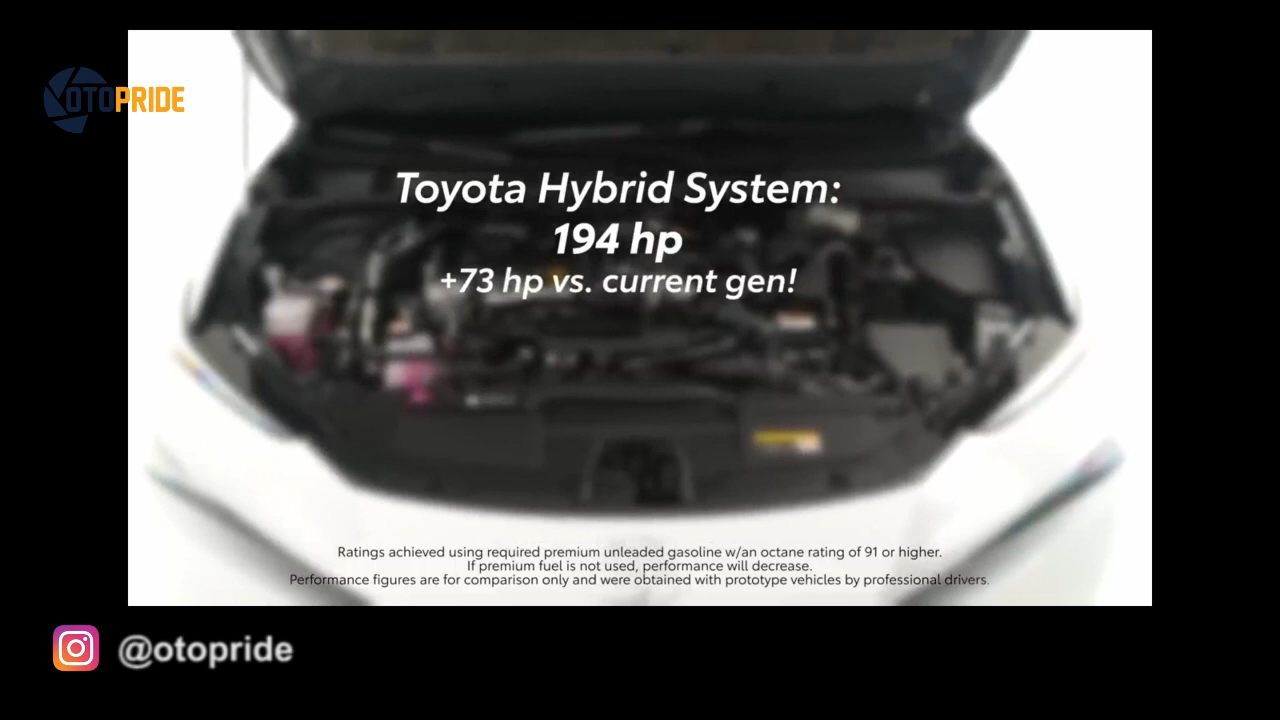 OTOPRIDE
Toyota Hybrid System:
194 hp
+73 hp vs. current gen!
Ratings achieved using required premium unleaded gasoline w/an octane rating of 91 or higher.
If premium fuel is not used, performance will decrease.
Performance figures are for comparison only and were obtained with prototype vehicles by professional drivers.
@otopride